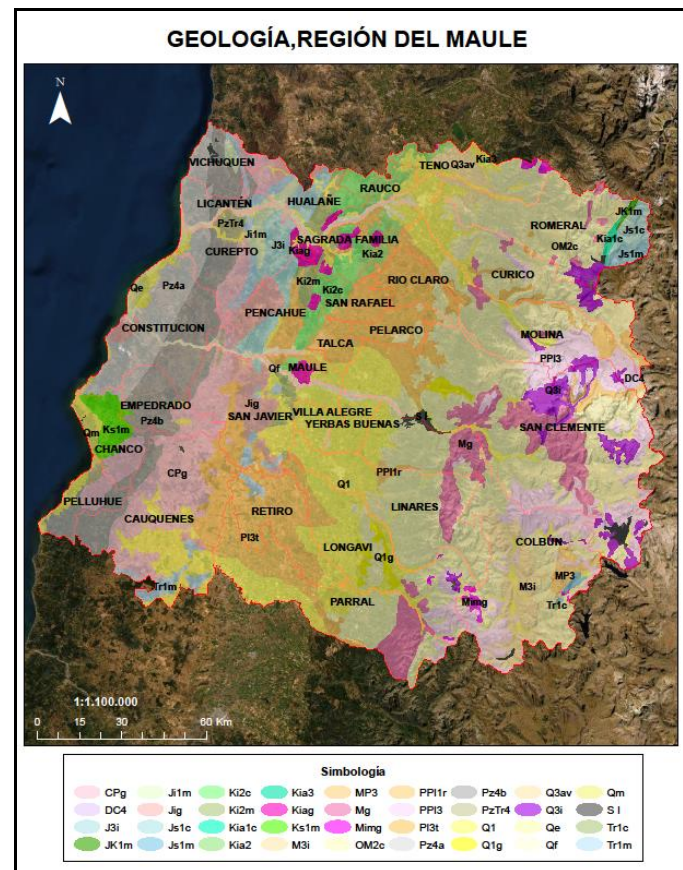 GEOLOGÍA,REGIÓN DEL MAULE
N
VICHUQUEN
TENO Q3av Kia3
RAUCO
LICANTÉN HUALAÑE
JK1m
PzTr4
ROMERAL
Js1c
CUREPTO Ji1m J3i SAGRADA FAMILIA
Kia1c
Kiag Kia2
OM2c
Js1m
Qe Pz4a
Ki2m
RIO CLARO
CURICO
Ki2c
PENCAHUE SAN RAFAEL
CONSTITUCION
PELARCO
MOLINA
TALCA
PPl3
Qf MAULE
DC4
EMPEDRADO Jig
Q3i
SAN JAVIER VILLA ALEGRE
S I
Qm Ks1m Pz4b
YERBAS BUENAS
SAN CLEMENTE
CHANCO
Mg
CPg
PPl1r
PELLUHUE
Q1
CAUQUENES RETIRO LINARES
Pl3t
COLBÚN
LONGAVI
Q1g
MP3
Tr1m
M3i
PARRAL
Mimg
Tr1c
1:1.100.000
0 15 30 60 Km
Simbología
CPg Ji1m Ki2c Kia3 MP3 PPl1r Pz4b Q3av Qm
DC4 Jig Ki2m Kiag Mg PPl3 PzTr4 Q3i S I
J3i Js1c Kia1c Ks1m Mimg Pl3t Q1 Qe Tr1c
JK1m Js1m Kia2 M3i OM2c Pz4a Q1g Qf Tr1m